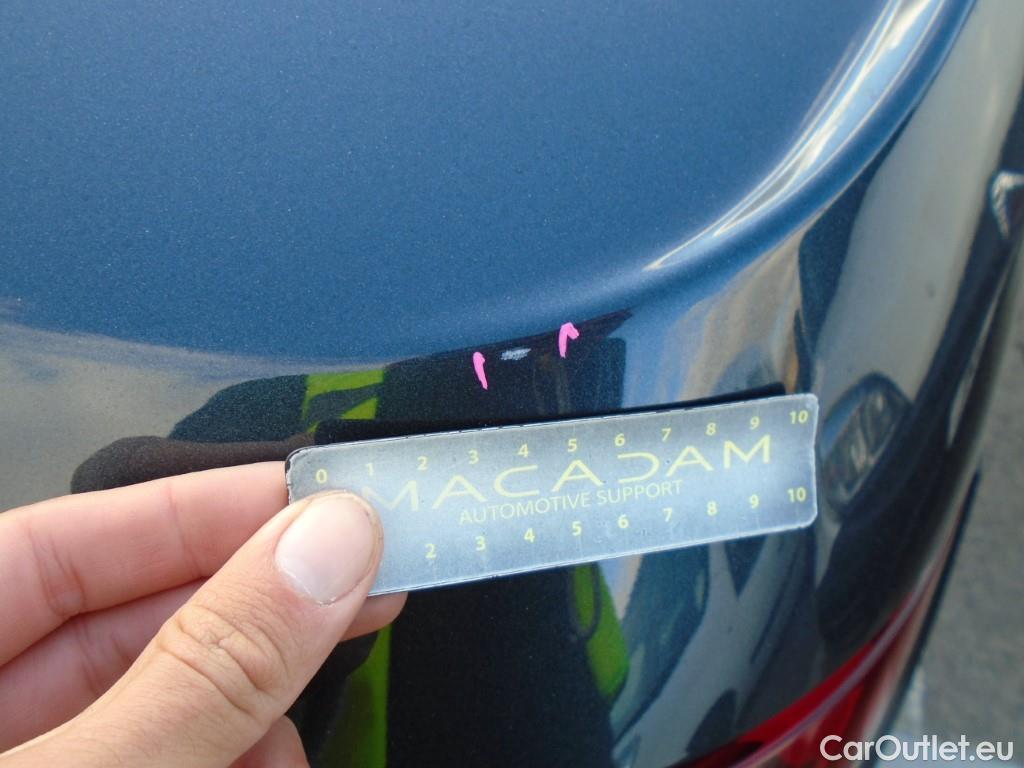 0 1 2 3 4 5 6 7 8 9 10
MACADAM
AUTOMOTIVE SUPPORT
2 3 4 5 6 7 8 9 10
CarOutlet.eu